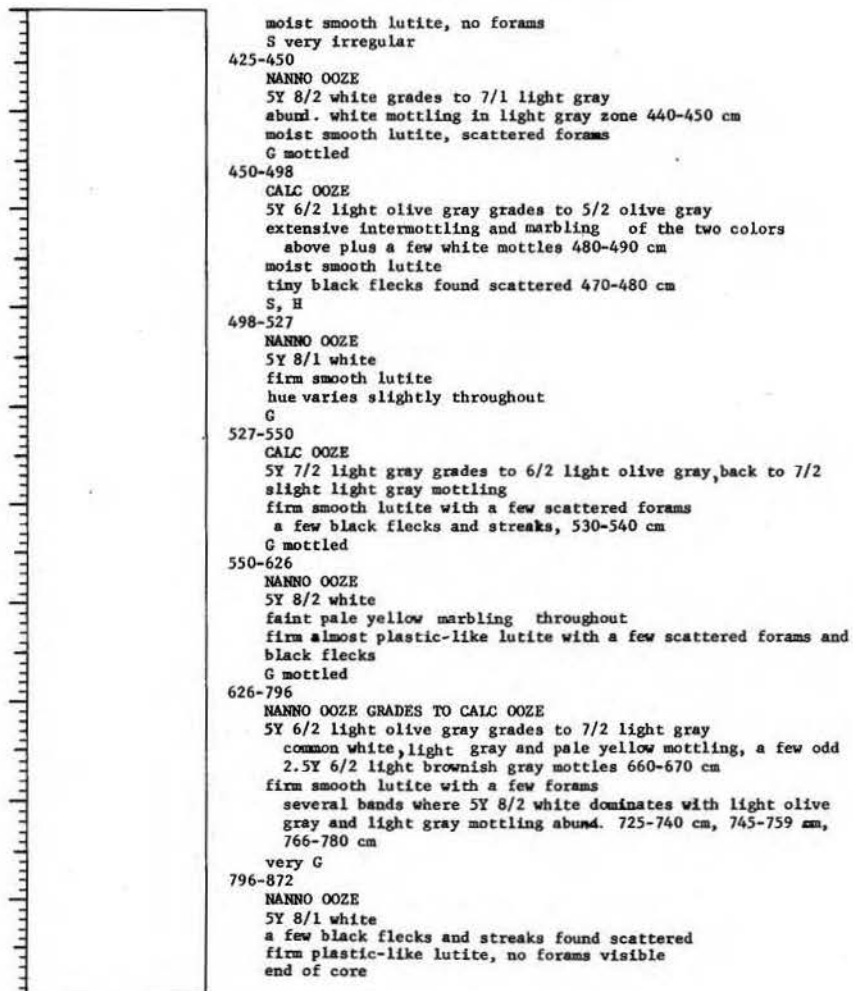 moist smooth lutite, no forams
S very irregular
425-450
NANNO OOZE
5Y 8/2 white grades to 7/1 light gray
abund. white mottling in light gray zone 440-450 cm
moist smooth lutite, scattered forams
G mottled
450-498
CALC OOZE
5Y 6/2 light olive gray grades to 5/2 olive gray
extensive intermottling and marbling of the two colors
above plus a few white mottles 480-490 cm
moist smooth lutite
tiny black flecks found scattered 470-480 cm
S, H
498-527
NANNO OOZE
5Y 8/1 white
firm smooth lutite
hue varies slightly throughout
G
527-550
CALC OOZE
5Y 7/2 light gray grades to 6/2 light olive gray, back to 7/2
slight light gray mottling
firm smooth lutite with a few scattered forams
a few black flecks and streaks, 530-540 cm
G mottled
550-626
NANNO OOZE
5Y 8/2 white
faint pale yellow marbling throughout
firm almost plastic-like lutite with a few scattered forams and
black flecks
G mottled
626-796
NANNO OOZE GRADES TO CALC OOZE
5Y 6/2 light olive gray grades to 7/2 light gray
common white, light gray and pale yellow mottling, a few odd
2.5Y 6/2 light brownish gray mottles 660-670 cm
firm smooth lutite with a few forams
several bands where 5Y 8/2 white dominates with light olive
gray and light gray mottling abund. 725-740 cm, 745-759 cm,
766-780 cm
very G
796-872
NANNO OOZE
5Y 8/1 white
a few black flecks and streaks found scattered
firm plastic-like lutite, no forams visible
end of core